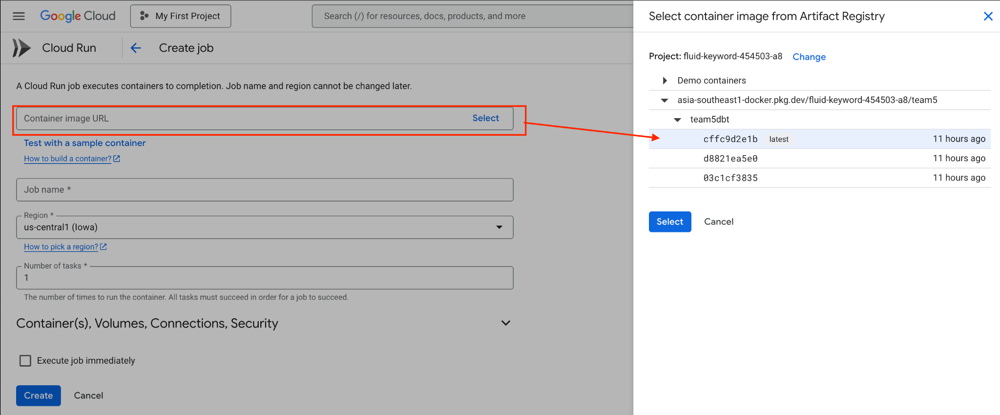 Google Cloud
My First Project
Search (/) for resources, docs, products, and more
Cloud Run
Create job
A Cloud Run job executes containers to completion. Job name and region cannot be changed later.
Container image URL
Select
Test with a sample container
How to build a container?
Job name *
Region *
us-central1 (Iowa)
How to pick a region?
Number of tasks *
1
The number of times to run the container. All tasks must succeed in order for a job to succeed.
Container(s), Volumes, Connections, Security
Execute job immediately
Create
Cancel
Select container image from Artifact Registry
Project: fluid-keyword-454503-a8
Change
Demo containers
asia-southeast1-docker.pkg.dev/fluid-keyword-454503-a8/team5
team5dbt
cffc9d2e1b latest 11 hours ago
d8821ea5e0 11 hours ago
03c1cf3835 11 hours ago
Select
Cancel